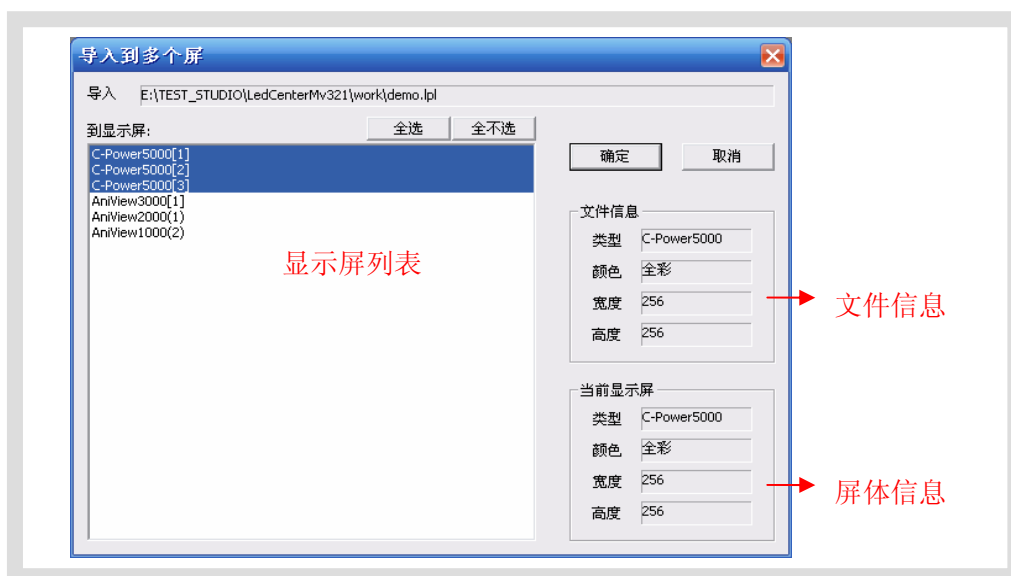 导入到多个屏
导入 E:\TEST_STUDIO\LedCenterMv321\work\demo.lpl
到显示屏: 全选 全不选
C-Power5000[1]
C-Power5000[2]
C-Power5000[3]
AniView3000[1]
AniView2000(1)
AniView1000(2)
显示屏列表
确定 取消
文件信息
类型 C-Power5000
颜色 全彩
宽度 256
高度 256
文件信息
当前显示屏
类型 C-Power5000
颜色 全彩
宽度 256
高度 256
屏体信息